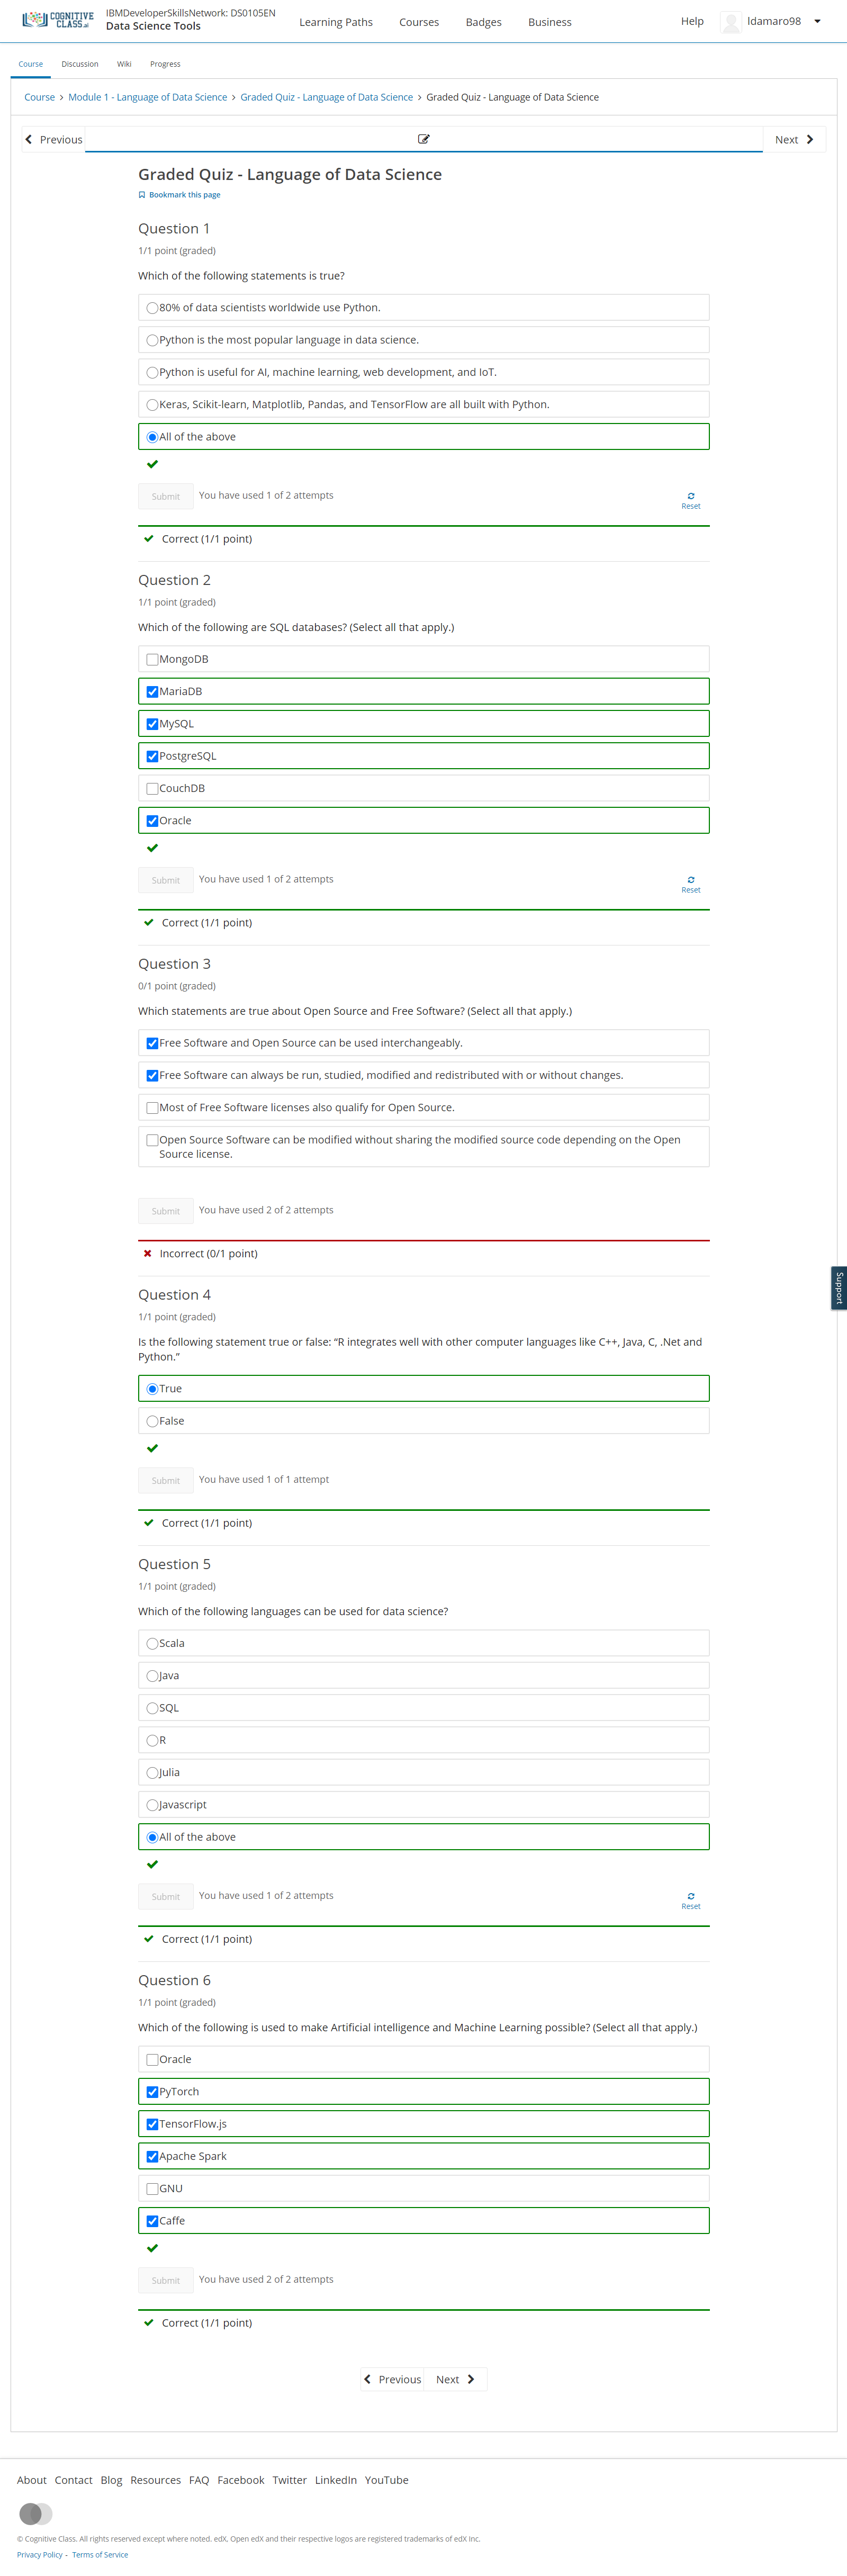 COGNITIVE
CLASS.ai
IBMDeveloperSkillsNetwork: DS0105EN
Data Science Tools
Learning Paths
Courses
Badges
Business
Help
ldamaro98
Course
Discussion
Wiki
Progress
Course > Module 1 - Language of Data Science > Graded Quiz - Language of Data Science > Graded Quiz - Language of Data Science
Previous
Next
Graded Quiz - Language of Data Science
Bookmark this page
Question 1
1/1 point (graded)
Which of the following statements is true?
80% of data scientists worldwide use Python.
Python is the most popular language in data science.
Python is useful for AI, machine learning, web development, and IoT.
Keras, Scikit-learn, Matplotlib, Pandas, and TensorFlow are all built with Python.
All of the above
Submit
You have used 1 of 2 attempts
Reset
Correct (1/1 point)
Question 2
1/1 point (graded)
Which of the following are SQL databases? (Select all that apply.)
MongoDB
MariaDB
MySQL
PostgreSQL
CouchDB
Oracle
Submit
You have used 1 of 2 attempts
Reset
Correct (1/1 point)
Question 3
0/1 point (graded)
Which statements are true about Open Source and Free Software? (Select all that apply.)
Free Software and Open Source can be used interchangeably.
Free Software can always be run, studied, modified and redistributed with or without changes.
Most of Free Software licenses also qualify for Open Source.
Open Source Software can be modified without sharing the modified source code depending on the Open
Source license.
Submit
You have used 2 of 2 attempts
Incorrect (0/1 point)
Support
Question 4
1/1 point (graded)
Is the following statement true or false: “R integrates well with other computer languages like C++, Java, C, .Net and
Python.”
True
False
Submit
You have used 1 of 1 attempt
Correct (1/1 point)
Question 5
1/1 point (graded)
Which of the following languages can be used for data science?
Scala
Java
SQL
R
Julia
Javascript
All of the above
Submit
You have used 1 of 2 attempts
Reset
Correct (1/1 point)
Question 6
1/1 point (graded)
Which of the following is used to make Artificial intelligence and Machine Learning possible? (Select all that apply.)
Oracle
PyTorch
TensorFlow.js
Apache Spark
GNU
Caffe
Submit
You have used 2 of 2 attempts
Correct (1/1 point)
Previous
Next
About Contact Blog Resources FAQ Facebook Twitter LinkedIn YouTube
© Cognitive Class. All rights reserved except where noted. edX, Open edX and their respective logos are registered trademarks of edX Inc.
Privacy Policy - Terms of Service